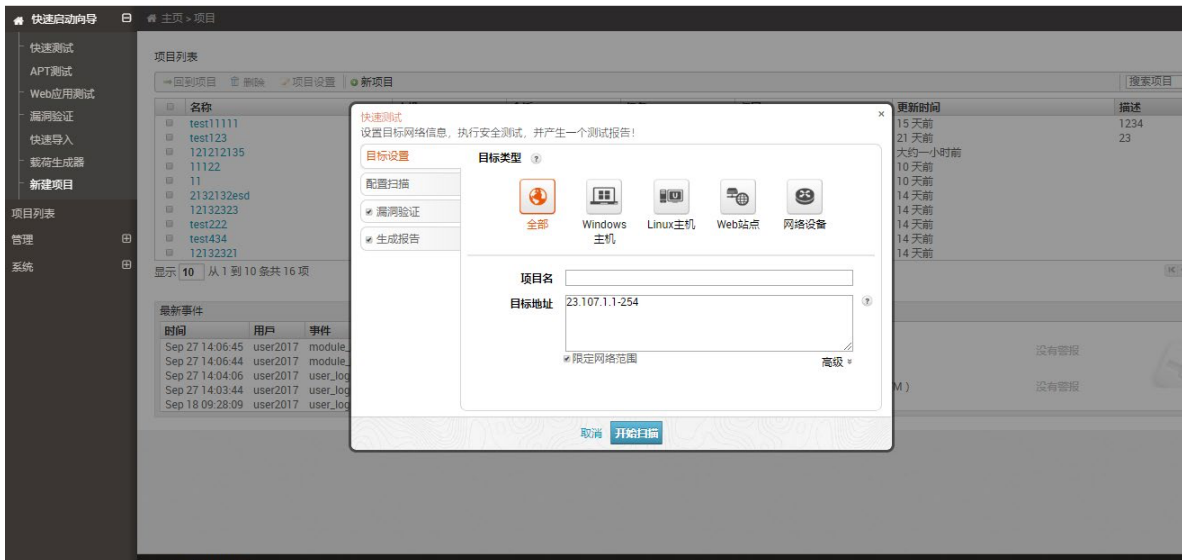 快速启动向导
主页 > 项目
快速测试
APT测试
Web应用测试
漏洞验证
快速导入
载荷生成器
新建项目
项目列表
管理
系统
项目列表
回到项目 删除 项目设置 新项目
搜索项目
名称
更新时间
描述
test11111
15 天前
1234
test123
21 天前
23
121212135
大约一小时前
11122
10 天前
11
10 天前
2132132esd
14 天前
12132323
14 天前
test222
14 天前
test434
14 天前
12132321
14 天前
显示 10 从 1 到 10 条共 16 项
最新事件
时间 用户 事件
Sep 27 14:06:45 user2017 module_
Sep 27 14:06:44 user2017 module_
Sep 27 14:04:06 user2017 user_log
Sep 27 14:03:44 user2017 user_log
Sep 18 09:28:09 user2017 user_log
没有警报
M )
没有警报
快速测试
×
设置目标网络信息，执行安全测试，并产生一个测试报告！
目标设置
配置扫描
漏洞验证
生成报告
目标类型 ?
全部
Windows
主机
Linux主机
Web站点
网络设备
项目名
目标地址 23.107.1.1-254
?
限定网络范围
高级
取消 开始扫描